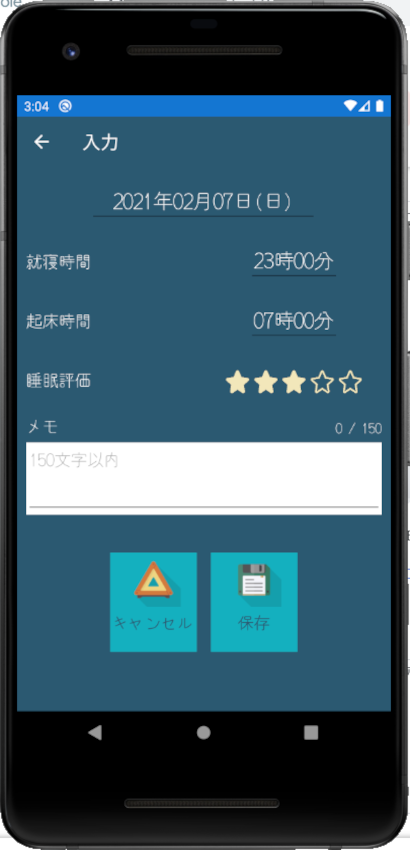 ole
3:04
入力
2021年02月07日(日)
就寝時間 23時00分
起床時間 07時00分
睡眠評価
メモ 0 / 150
150文字以内
キャンセル 保存